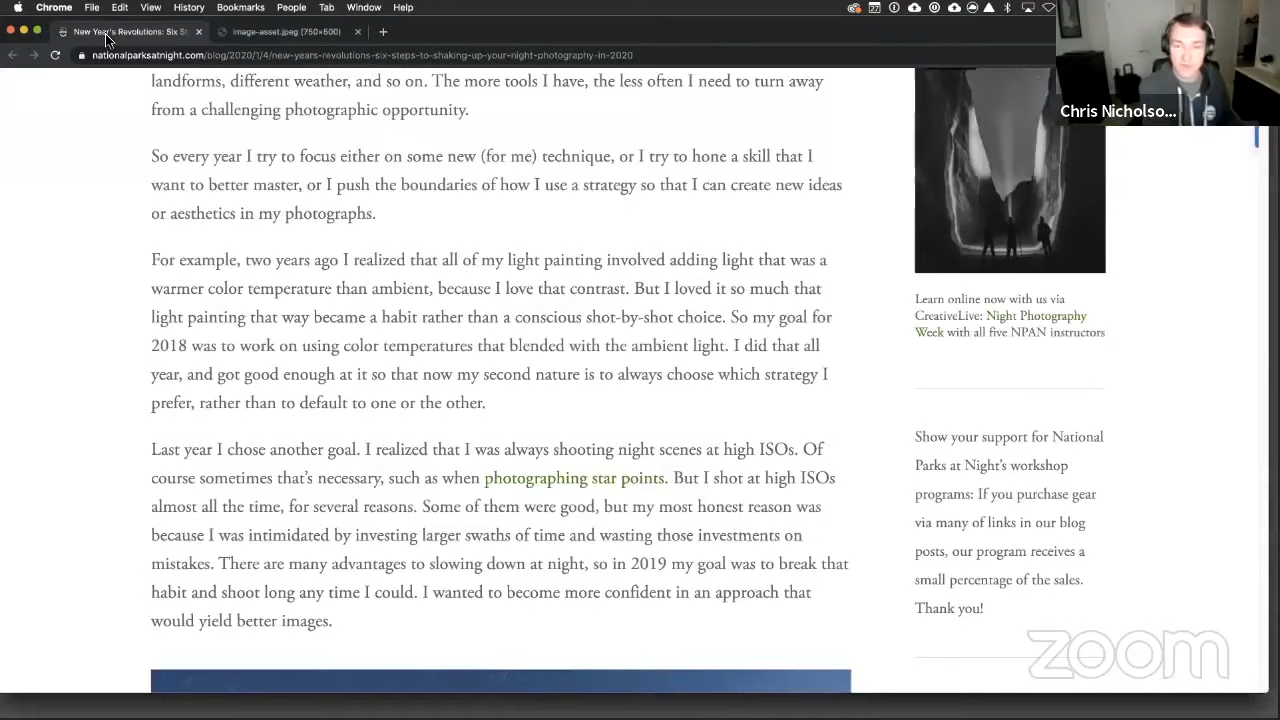 Chrome File Edit View History Bookmarks People Tab Window Help
New Year's Revolutions: Six St
image-asset.jpeg (750×600)
nationalparksatnight.com/blog/2020/1/4/new-years-revolutions-six-steps-to-shaking-up-your-night-photography-in-2020
Chris Nicholso...
landforms, different weather, and so on. The more tools I have, the less often I need to turn away
from a challenging photographic opportunity.
So every year I try to focus either on some new (for me) technique, or I try to hone a skill that I
want to better master, or I push the boundaries of how I use a strategy so that I can create new ideas
or aesthetics in my photographs.
For example, two years ago I realized that all of my light painting involved adding light that was a
warmer color temperature than ambient, because I love that contrast. But I loved it so much that
light painting that way became a habit rather than a conscious shot-by-shot choice. So my goal for
2018 was to work on using color temperatures that blended with the ambient light. I did that all
year, and got good enough at it so that now my second nature is to always choose which strategy I
prefer, rather than to default to one or the other.
Last year I chose another goal. I realized that I was always shooting night scenes at high ISOs. Of
course sometimes that's necessary, such as when photographing star points. But I shot at high ISOs
almost all the time, for several reasons. Some of them were good, but my most honest reason was
because I was intimidated by investing larger swaths of time and wasting those investments on
mistakes. There are many advantages to slowing down at night, so in 2019 my goal was to break that
habit and shoot long any time I could. I wanted to become more confident in an approach that
would yield better images.
Learn online now with us via
CreativeLive: Night Photography
Week with all five NPAN instructors
Show your support for National
Parks at Night's workshop
programs: If you purchase gear
via many of links in our blog
posts, our program receives a
small percentage of the sales.
Thank you!
zoom